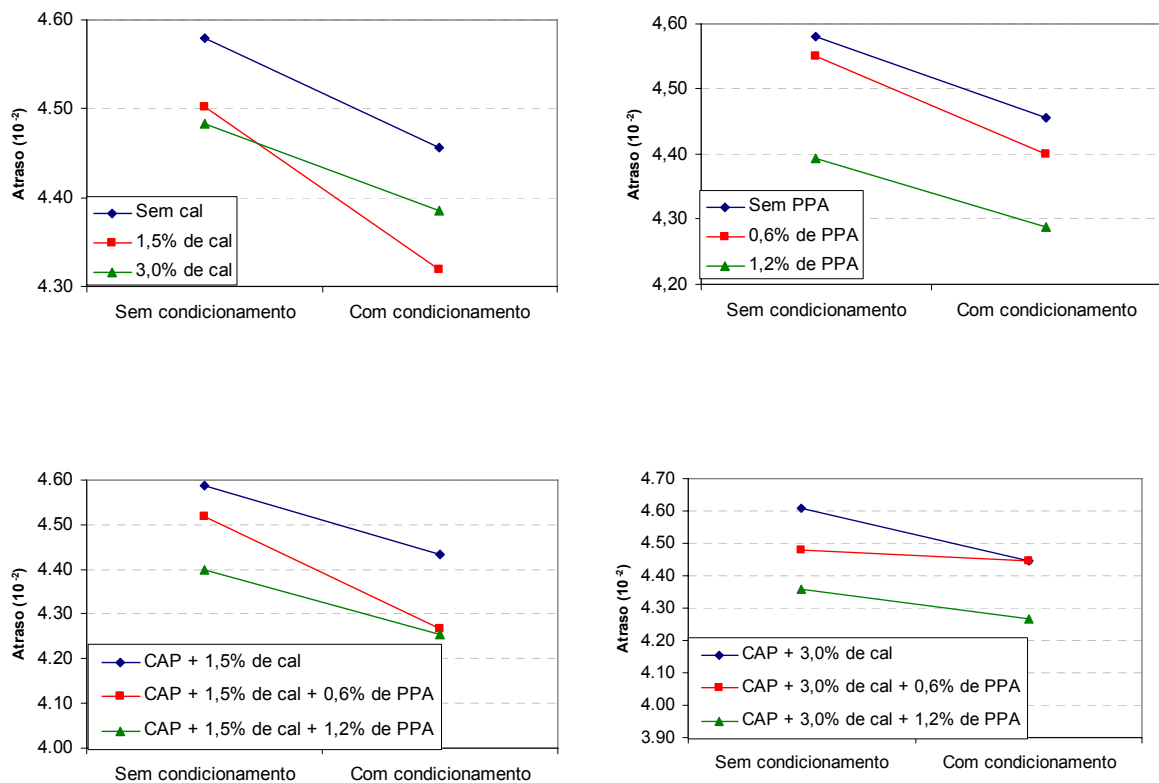 4.60
4.50
4.40
4.30
Atraso (10 -2)
Sem cal
1,5% de cal
3,0% de cal
Sem condicionamento
Com condicionamento
4,60
4,50
4,40
4,30
4,20
Atraso (10 -2)
Sem PPA
0,6% de PPA
1,2% de PPA
Sem condicionamento
Com condicionamento
4.60
4.50
4.40
4.30
4.20
4.10
4.00
Atraso (10 -2)
CAP + 1,5% de cal
CAP + 1,5% de cal + 0,6% de PPA
CAP + 1,5% de cal + 1,2% de PPA
Sem condicionamento
Com condicionamento
4.70
4.60
4.50
4.40
4.30
4.20
4.10
4.00
3.90
Atraso (10 -2)
CAP + 3,0% de cal
CAP + 3,0% de cal + 0,6% de PPA
CAP + 3,0% de cal + 1,2% de PPA
Sem condicionamento
Com condicionamento